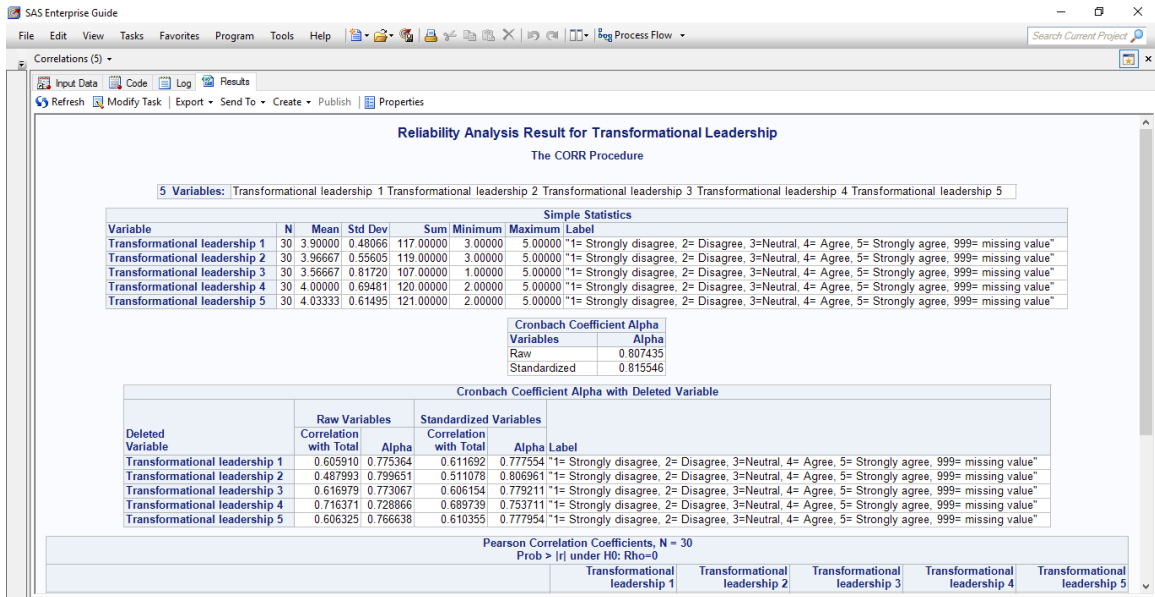 SAS Enterprise Guide
File Edit View Tasks Favorites Program Tools Help Process Flow Search Current Project
Correlations (5)
Input Data Code Log Results
Refresh Modify Task Export Send To Create Publish Properties
Reliability Analysis Result for Transformational Leadership
The CORR Procedure
5 Variables: Transformational leadership 1 Transformational leadership 2 Transformational leadership 3 Transformational leadership 4 Transformational leadership 5
Simple Statistics
Variable N Mean Std Dev Sum Minimum Maximum Label
Transformational leadership 1 30 3.90000 0.48066 117.00000 3.00000 5.00000 "1= Strongly disagree, 2= Disagree, 3=Neutral, 4= Agree, 5= Strongly agree, 999= missing value"
Transformational leadership 2 30 3.96667 0.55605 119.00000 3.00000 5.00000 "1= Strongly disagree, 2= Disagree, 3=Neutral, 4= Agree, 5= Strongly agree, 999= missing value"
Transformational leadership 3 30 3.56667 0.81720 107.00000 1.00000 5.00000 "1= Strongly disagree, 2= Disagree, 3=Neutral, 4= Agree, 5= Strongly agree, 999= missing value"
Transformational leadership 4 30 4.00000 0.69481 120.00000 2.00000 5.00000 "1= Strongly disagree, 2= Disagree, 3=Neutral, 4= Agree, 5= Strongly agree, 999= missing value"
Transformational leadership 5 30 4.03333 0.61495 121.00000 2.00000 5.00000 "1= Strongly disagree, 2= Disagree, 3=Neutral, 4= Agree, 5= Strongly agree, 999= missing value"
Cronbach Coefficient Alpha
Variables Alpha
Raw 0.807435
Standardized 0.815546
Cronbach Coefficient Alpha with Deleted Variable
Raw Variables Standardized Variables
Deleted Correlation Correlation
Variable with Total Alpha with Total Alpha Label
Transformational leadership 1 0.605910 0.775364 0.611692 0.777554 "1= Strongly disagree, 2= Disagree, 3=Neutral, 4= Agree, 5= Strongly agree, 999= missing value"
Transformational leadership 2 0.487993 0.799651 0.511078 0.806961 "1= Strongly disagree, 2= Disagree, 3=Neutral, 4= Agree, 5= Strongly agree, 999= missing value"
Transformational leadership 3 0.616979 0.773067 0.606154 0.779211 "1= Strongly disagree, 2= Disagree, 3=Neutral, 4= Agree, 5= Strongly agree, 999= missing value"
Transformational leadership 4 0.716371 0.728866 0.689739 0.753711 "1= Strongly disagree, 2= Disagree, 3=Neutral, 4= Agree, 5= Strongly agree, 999= missing value"
Transformational leadership 5 0.606325 0.766638 0.610355 0.777954 "1= Strongly disagree, 2= Disagree, 3=Neutral, 4= Agree, 5= Strongly agree, 999= missing value"
Pearson Correlation Coefficients, N = 30
Prob > |r| under H0: Rho=0
Transformational Transformational Transformational Transformational Transformational
leadership 1 leadership 2 leadership 3 leadership 4 leadership 5